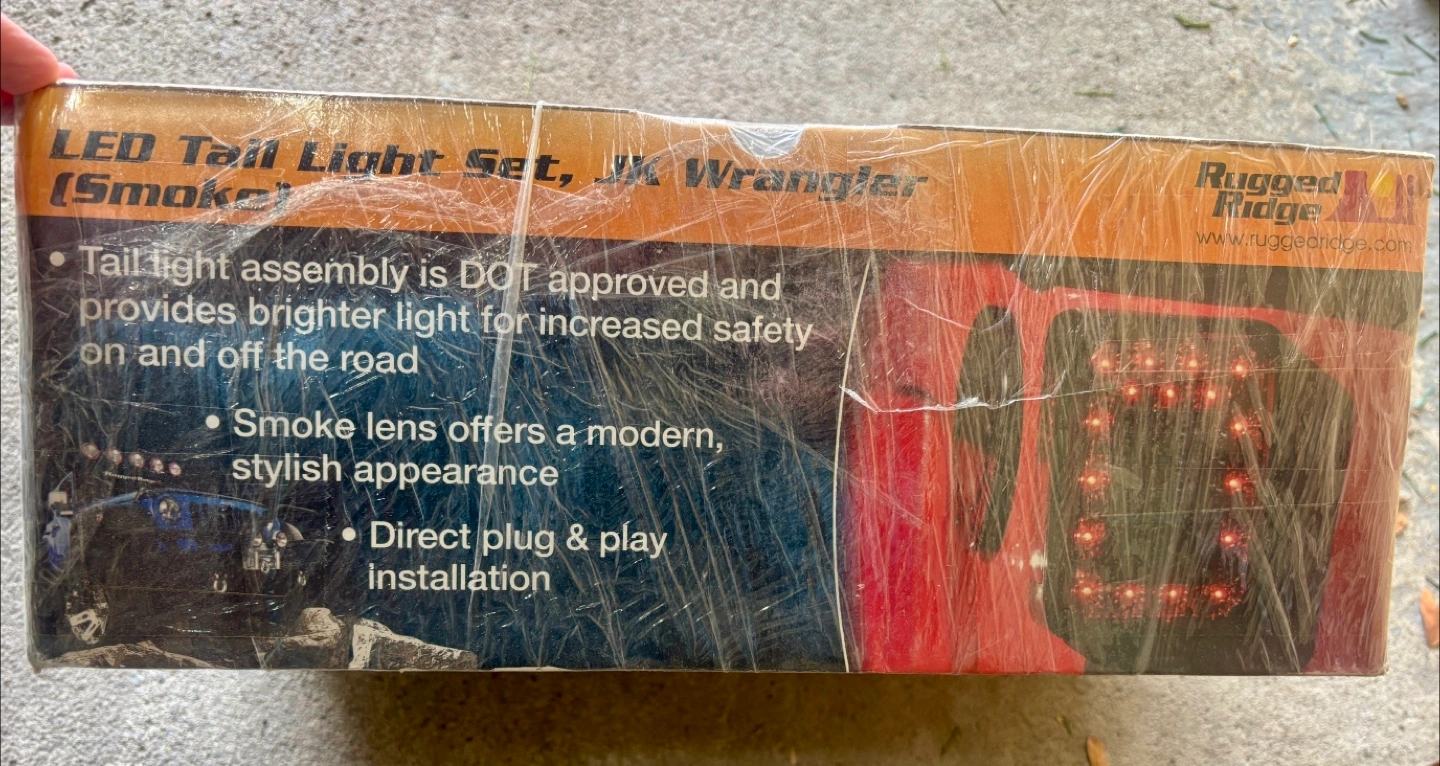 LED Tail Light Set, JK Wrangler
(Smoke)
Rugged
Ridge
www.ruggedridge.com
• Tail light assembly is DOT approved and
provides brighter light for increased safety
on and off the road
• Smoke lens offers a modern,
stylish appearance
• Direct plug & play
installation